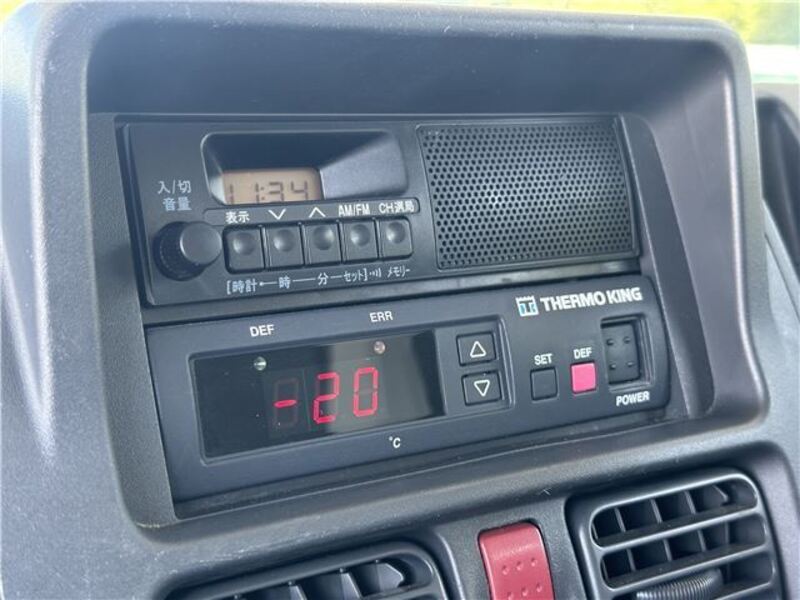 11:34
入/切
音量
表示 AM/FM CH選局
[時計←時 分 セット] メモリー
THERMO KING
DEF ERR
SET DEF
POWER
-20
°C